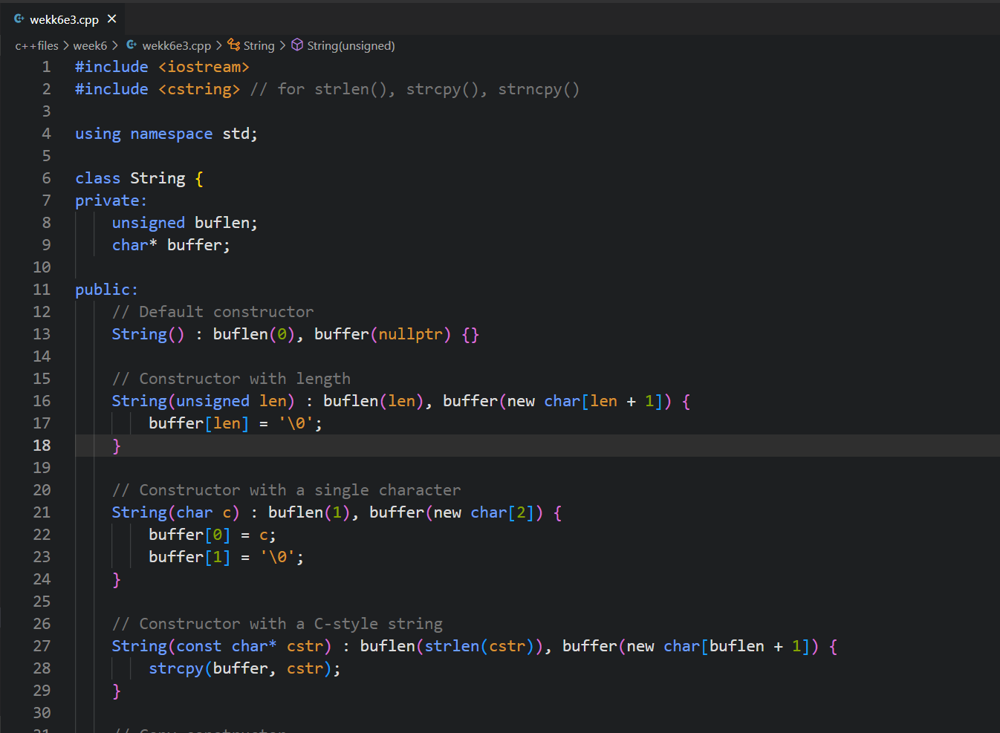 wekk6e3.cpp
c++files > week6 > wekk6e3.cpp > String > String(unsigned)
1 #include <iostream>
2 #include <cstring> // for strlen(), strcpy(), strncpy()
3
4 using namespace std;
5
6 class String {
7 private:
8     unsigned buflen;
9     char* buffer;
10
11 public:
12     // Default constructor
13     String() : buflen(0), buffer(nullptr) {}
14
15     // Constructor with length
16     String(unsigned len) : buflen(len), buffer(new char[len + 1]) {
17         buffer[len] = '\0';
18     }
19
20     // Constructor with a single character
21     String(char c) : buflen(1), buffer(new char[2]) {
22         buffer[0] = c;
23         buffer[1] = '\0';
24     }
25
26     // Constructor with a C-style string
27     String(const char* cstr) : buflen(strlen(cstr)), buffer(new char[buflen + 1]) {
28         strcpy(buffer, cstr);
29     }
30
31     // Copy constructor